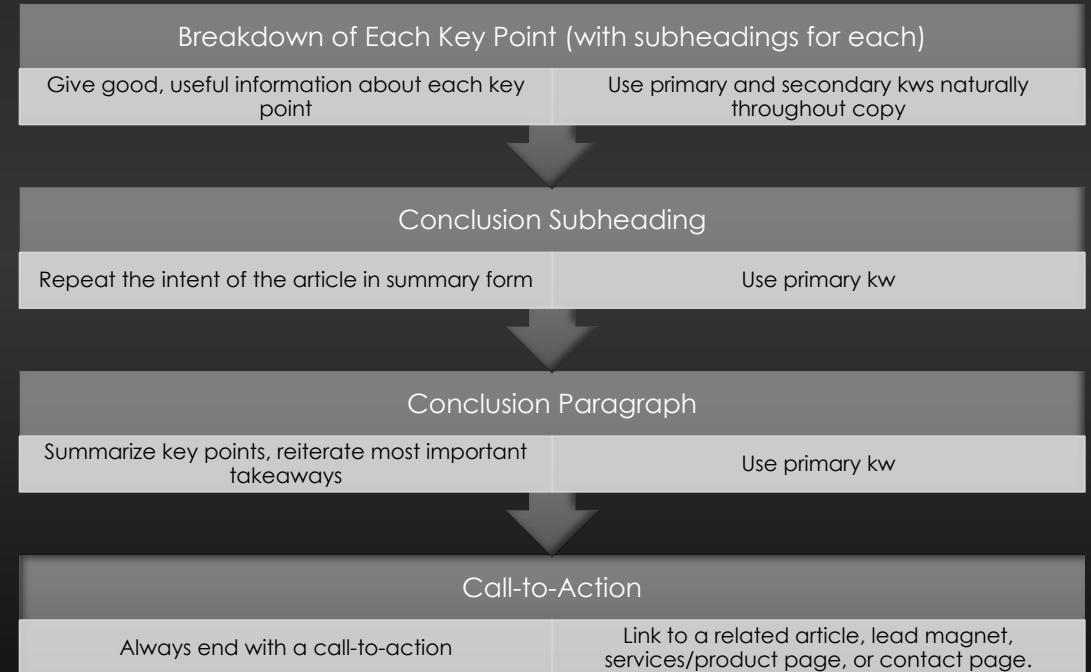 Breakdown of Each Key Point (with subheadings for each)
Give good, useful information about each key
point
Use primary and secondary kws naturally
throughout copy
Conclusion Subheading
Repeat the intent of the article in summary form
Use primary kw
Conclusion Paragraph
Summarize key points, reiterate most important
takeaways
Use primary kw
Call-to-Action
Always end with a call-to-action
Link to a related article, lead magnet,
services/product page, or contact page.